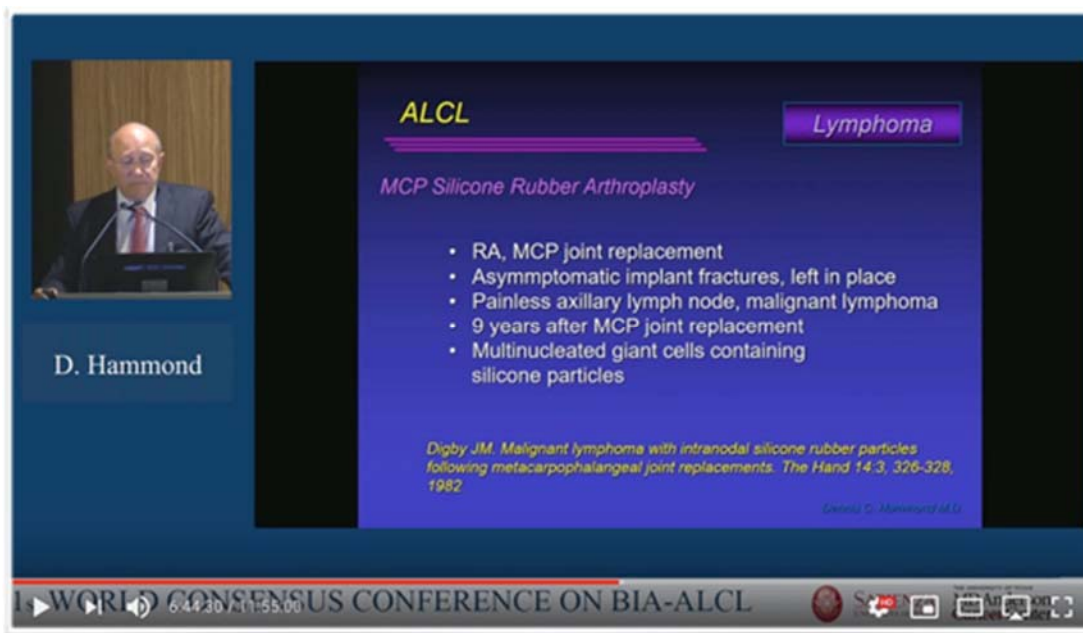 ALCL
Lymphoma
MCP Silicone Rubber Arthroplasty
• RA, MCP joint replacement
• Asymmptomatic implant fractures, left in place
• Painless axillary lymph node, malignant lymphoma
• 9 years after MCP joint replacement
• Multinucleated giant cells containing
silicone particles
Digby JM. Malignant lymphoma with intranodal silicone rubber particles
following metacarpophalangeal joint replacements. The Hand 14:3, 326-328,
1982
Dennis C. Hammond M.D.
D. Hammond
WORLD CONSENSUS CONFERENCE ON BIA-ALCL
6:44:30 / 11:55:00
HD